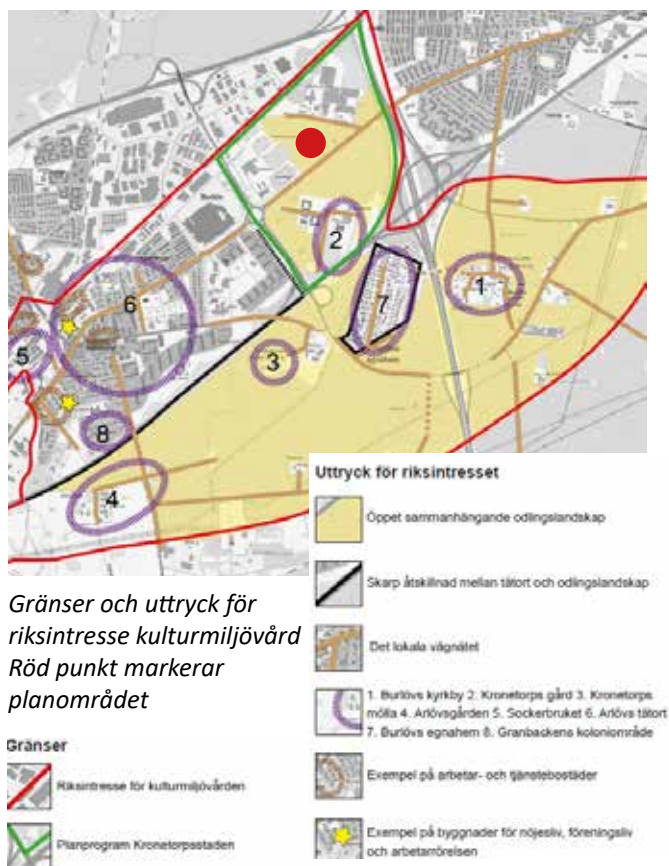 6
2
7
1
5
3
8
4
Uttryck för riksintresset
Öppet sammanhängande odlingslandskap
Skarp åtskillnad mellan tätort och odlingslandskap
Det lokala vägnätet
1. Burlövs kyrkby 2. Kronetorps gård 3. Kronetorps
mölla 4. Arlövsgården 5. Sockerbruket 6. Arlövs tätort
7. Burlövs egnahem 8. Granbackens koloniområde
Exempel på arbetar- och tjänstebostäder
Exempel på byggnader för nöjesliv, föreningsliv
och arbetarrörelsen
Gränser och uttryck för
riksintresse kulturmiljövård
Röd punkt markerar
planområdet
Gränser
Riksintresse för kulturmiljövården
Planprogram Kronetorpsstaden